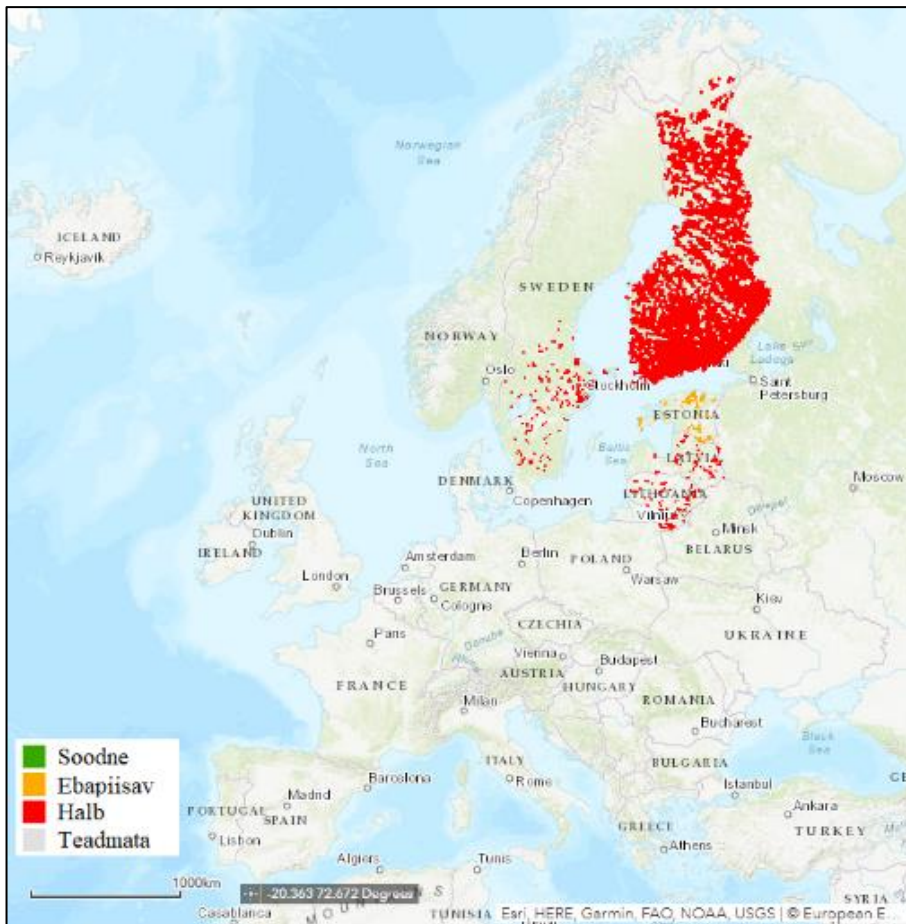 Norwegian
Sea
ICELAND
Reykjavik
SWEDEN
NORWAY
Oslo
Stockholm
Lake
Ladoga
Saint
Petersburg
ESTONIA
North
Sea
Baltic
Sea
LATVIA
DENMARK
Copenhagen
LITHUANIA
Moscow
UNITED
KINGDOM
Dublin
IRELAND
Vilnius
Minsk
BELARUS
London
Amsterdam
Berlin
POLAND
Warsaw
Brussels
GERMANY
Cologne
Kiev
Paris
CZECHIA
UKRAINE
Danube
Vienna
Budapest
FRANCE
AUSTRIA
HUNGARY
Milan
ROMANIA
Bucharest
Black
Sea
ITALY
BULGARIA
Barcelona
Rome
Istanbul
Madrid
PORTUGAL
SPAIN
Ankara
GREECE
TURKEY
Lisbon
Athens
Algiers
Tunis
Soodne
Ebapiisav
Halb
Teadmata
1000km
-20.363 72.672 Degrees
SYRIA
Casablanca
TUNISIA
Esri, HERE, Garmin, FAO, NOAA, USGS | © European E...